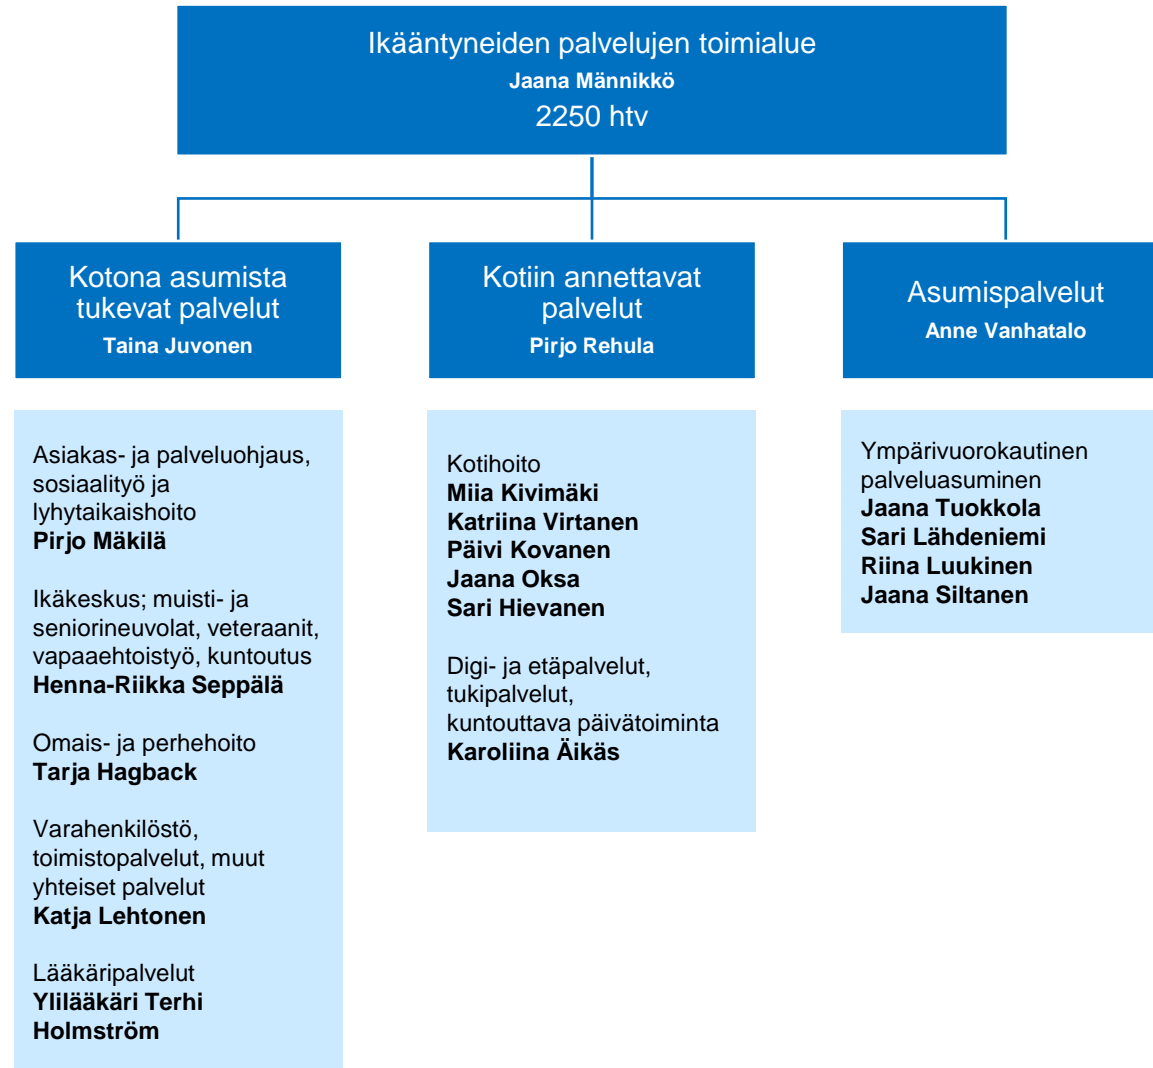 Ikääntyneiden palvelujen toimialue
Jaana Männikkö
2250 htv
Kotona asumista
tukevat palvelut
Taina Juvonen
Kotiin annettavat
palvelut
Pirjo Rehula
Asumispalvelut
Anne Vanhatalo
Asiakas- ja palveluohjaus,
sosiaalityö ja
lyhytaikaishoito
Pirjo Mäkilä
Ikäkeskus; muisti- ja
seniorineuvolat, veteraanit,
vapaaehtoistyö, kuntoutus
Henna-Riikka Seppälä
Omais- ja perhehoito
Tarja Hagback
Varahenkilöstö,
toimistopalvelut, muut
yhteiset palvelut
Katja Lehtonen
Lääkäripalvelut
Ylilääkäri Terhi
Holmström
Kotihoito
Miia Kivimäki
Katriina Virtanen
Päivi Kovanen
Jaana Oksa
Sari Hievanen
Digi- ja etäpalvelut,
tukipalvelut,
kuntouttava päivätoiminta
Karoliina Äikäs
Ympärivuorokautinen
palveluasuminen
Jaana Tuokkola
Sari Lähdeniemi
Riina Luukinen
Jaana Siltanen